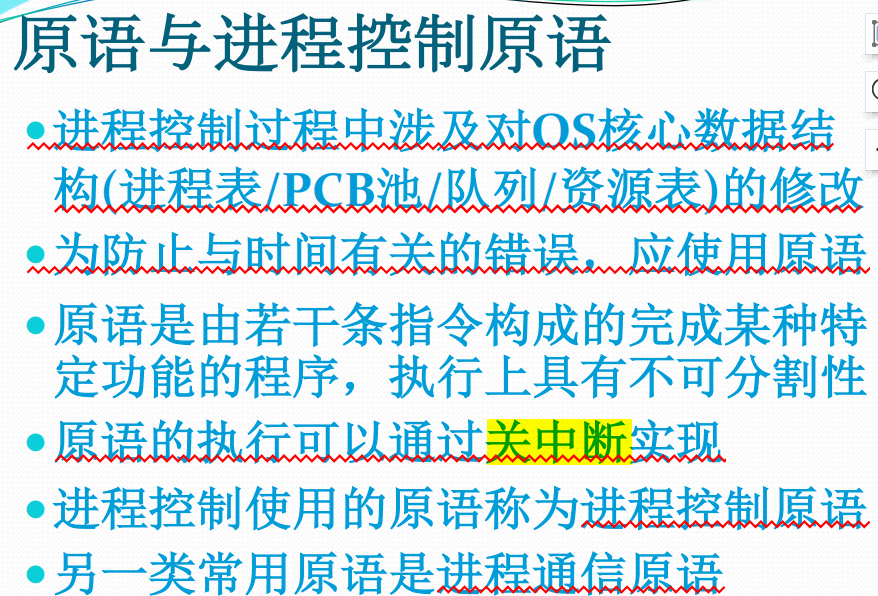 原语与进程控制原语
进程控制过程中涉及对OS核心数据结
构(进程表/PCB池/队列/资源表)的修改
为防止与时间有关的错误，应使用原语
原语是由若干条指令构成的完成某种特
定功能的程序，执行上具有不可分割性
原语的执行可以通过关中断实现
进程控制使用的原语称为进程控制原语
另一类常用原语是进程通信原语